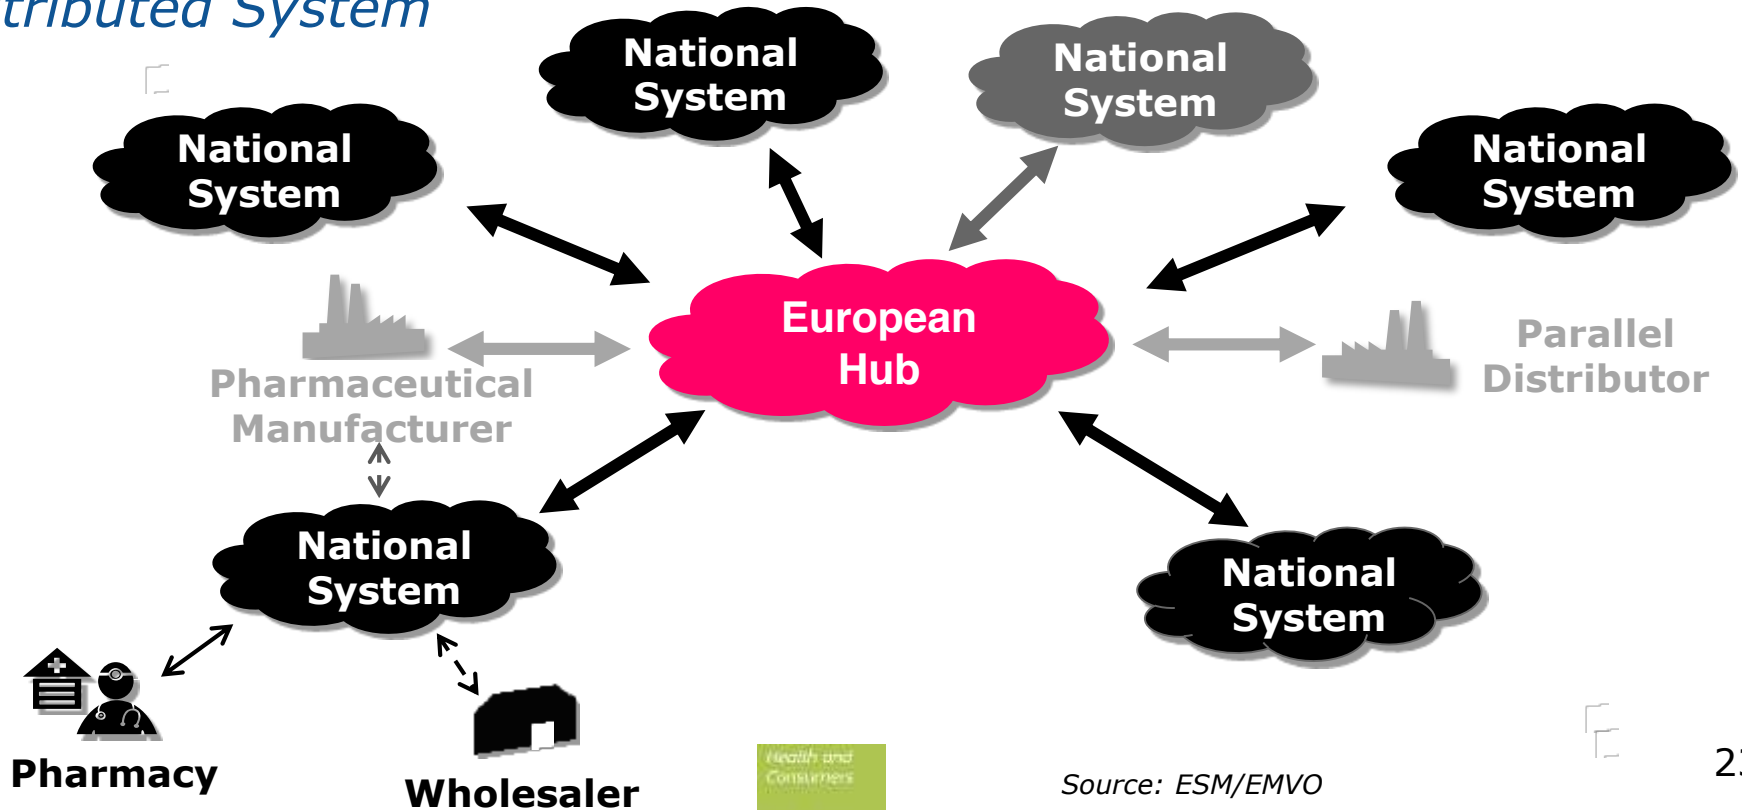 tributed System
National
System
National
System
National
System
National
System
European
Hub
Pharmaceutical
Manufacturer
Parallel
Distributor
National
System
National
System
Pharmacy
Wholesaler
Health and
Consumers
Source: ESM/EMVO
23